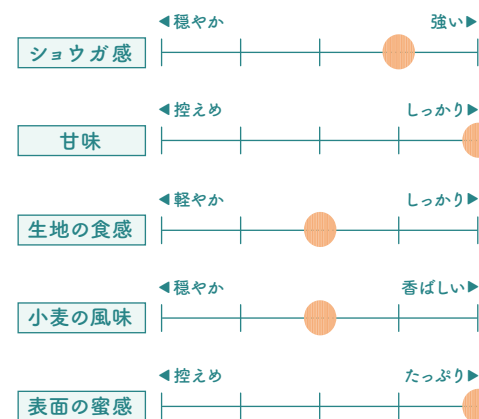 ◀穏やか 強い▶
ショウガ感
◀控えめ しっかり▶
甘味
◀軽やか しっかり▶
生地の食感
◀穏やか 香ばしい▶
小麦の風味
◀控えめ たっぷり▶
表面の蜜感